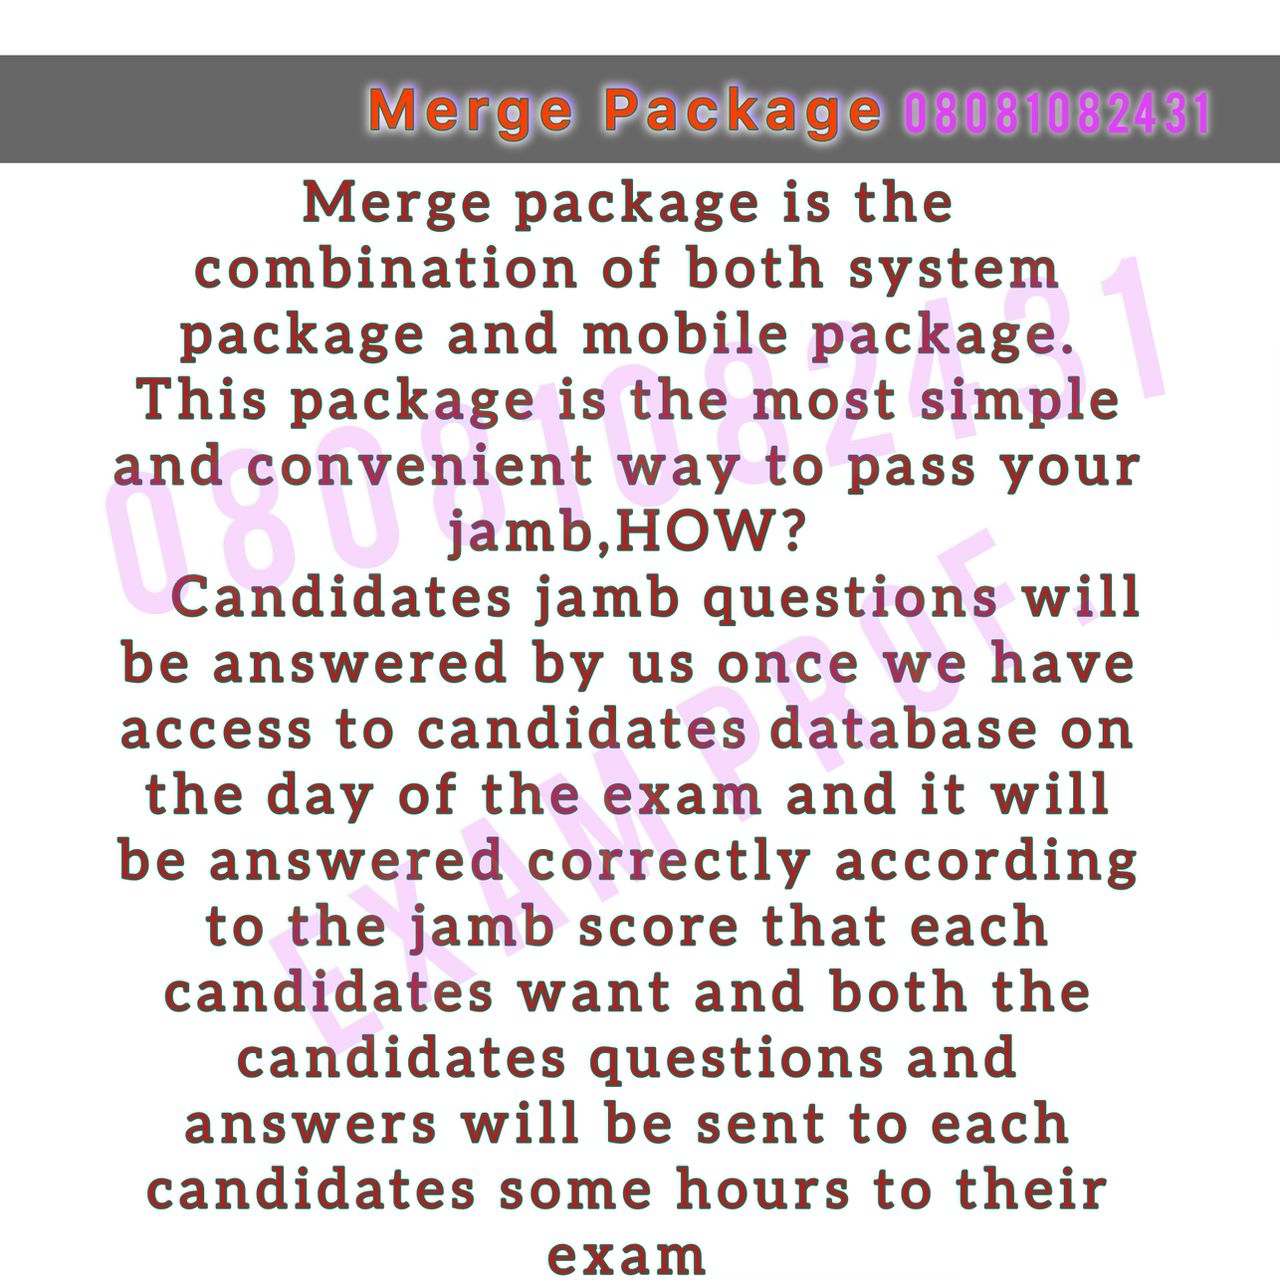 Merge Package 08081082431
Merge package is the
combination of both system
package and mobile package.
This package is the most simple
and convenient way to pass your
jamb,HOW?
Candidates jamb questions will
be answered by us once we have
access to candidates database on
the day of the exam and it will
be answered correctly according
to the jamb score that each
candidates want and both the
candidates questions and
answers will be sent to each
candidates some hours to their
exam
08081082431
EXAM PROF.